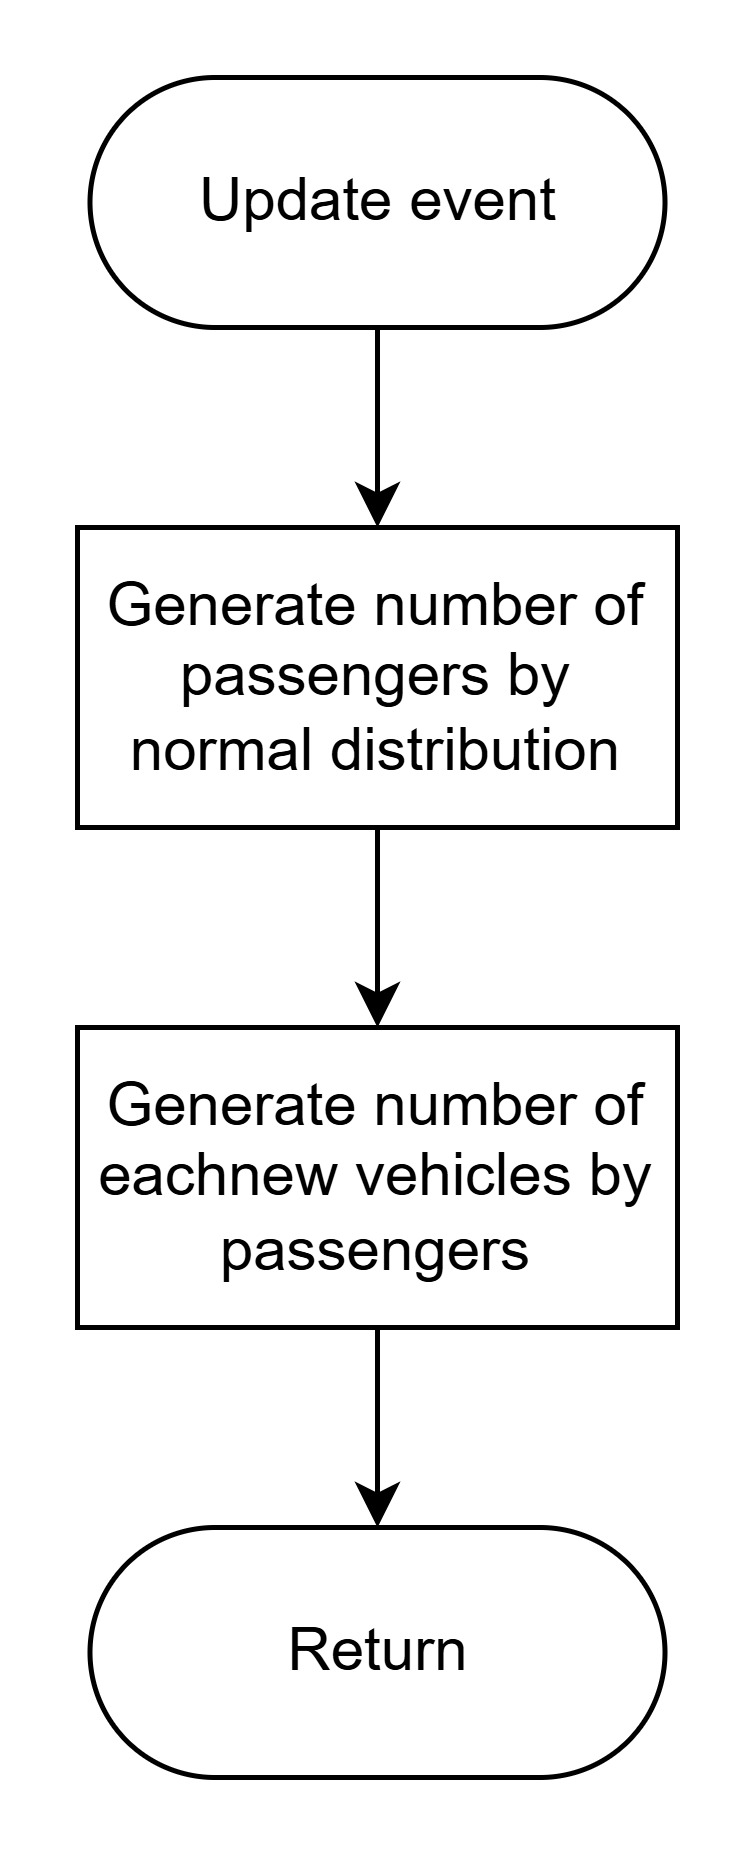 Update event
Generate number of
passengers by
normal distribution
Generate number of
eachnew vehicles by
passengers
Return